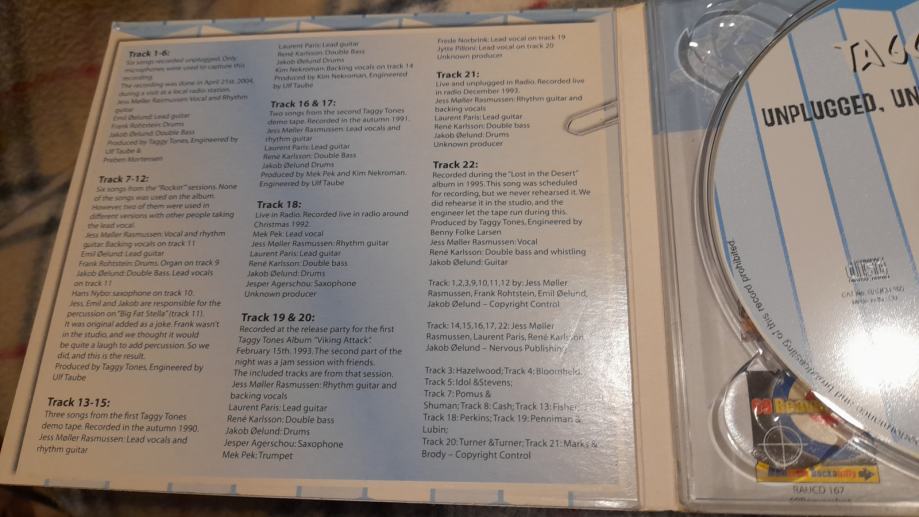 Track 1-6:
Six songs recorded unplugged. Only
microphones were used to capture this
recording.
The recording was done in April 21st. 2004,
during a visit at a local radio station.
Jess Møller Rasmussen: Vocal and Rhythm
guitar
Emil Øelund: Lead guitar
Frank Rohtstein: Drums
Jakob Øelund: Double Bass
Produced by Taggy Tones, Engineered by
Ulf Taube &
Preben Mortensen
Track 7-12:
Six songs from the "Rockin'" sessions. None
of the songs was used on the album.
However, two of them were used in
different versions with other people taking
the lead vocal.
Jess Møller Rasmussen: Vocal and rhythm
guitar. Backing vocals on track 11
Emil Øelund: Lead guitar
Frank Rohtstein: Drums, Organ on track 9
Jakob Øelund: Double Bass, Lead vocals
on track 11
Hans Nybo: saxophone on track 10.
Jess, Emil and Jakob are responsible for the
percussion on "Big Fat Stella" (track 11).
It was original added as a joke. Frank wasn't
in the studio, and we thought it would
be quite a laugh to add percussion. So we
did, and this is the result.
Produced by Taggy Tones, Engineered by
Ulf Taube
Track 13-15:
Three songs from the first Taggy Tones
demo tape. Recorded in the autumn 1990.
Jess Møller Rasmussen: Lead vocals and
rhythm guitar
Laurent Paris: Lead guitar
René Karlsson: Double Bass
Jakob Øelund: Drums
Kim Nekroman: Backing vocals on track 14
Produced by Kim Nekroman, Engineered
by Ulf Taube
Track 16 & 17:
Two songs from the second Taggy Tones
demo tape. Recorded in the autumn 1991.
Jess Møller Rasmussen: Lead vocals and
rhythm guitar
Laurent Paris: Lead guitar
René Karlsson: Double Bass
Jakob Øelund Drums
Produced by Mek Pek and Kim Nekroman.
Engineered by Ulf Taube
Track 18:
Live in Radio. Recorded live in radio around
Christmas 1992.
Mek Pek: Lead vocal
Jess Møller Rasmussen: Rhythm guitar
Laurent Paris: Lead guitar
René Karlsson: Double bass
Jakob Øelund: Drums
Jesper Agerschou: Saxophone
Unknown producer
Track 19 & 20:
Recorded at the release party for the first
Taggy Tones Album "Viking Attack".
February 15th. 1993. The second part of the
night was a Jam session with friends.
The included tracks are from that session.
Jess Møller Rasmussen: Rhythm guitar and
backing vocals
Laurent Paris: Lead guitar
René Karlsson: Double bass
Jakob Øelund: Drums
Jesper Agerschou: Saxophone
Mek Pek: Trumpet
Frede Norbrink: Lead vocal on track 19
Jytte Pilloni: Lead vocal on track 20
Unknown producer
Track 21:
Live and unplugged in Radio. Recorded live
in radio December 1993.
Jess Møller Rasmussen: Lead vocals and
backing vocals
Laurent Paris: Lead guitar
René Karlsson: Double Bass
Jakob Øelund: Drums
Unknown producer
Track 22:
Recorded during the "Lost in the Desert"
album in 1995. This song was scheduled
for recording, but we never rehearsed it. We
did rehearse it in the studio, and the
engineer let the tape run during this.
Produced by Taggy Tones, Engineered by
Benny Folke Larsen
Jess Møller Rasmussen: Vocal
René Karlsson: Double bass and whistling
Jakob Øelund: Guitar
Track: 1,2,3,9,10,11,12 by: Jess Møller
Rasmussen, Frank Rohtstein, Emil Øelund,
Jakob Øelund – Copyright Control
Track: 14,15,16,17, 22: Jess Møller
Rasmussen, Laurent Paris, René Karlsson,
Jakob Øelund – Nervous Publishing
Track 3: Hazelwood; Track 4: Bloomfield;
Track 5: Idol &Stevens;
Track 7: Pomus &
Shuman; Track 8: Cash; Track 13: Fisher;
Track 18: Perkins; Track 19: Penniman &
Lubin;
Track 20: Turner &Turner; Track 21: Marks &
Brody – Copyright Control
UNPLUGGED, UN
casting of this record prohibited
RAUCD 167